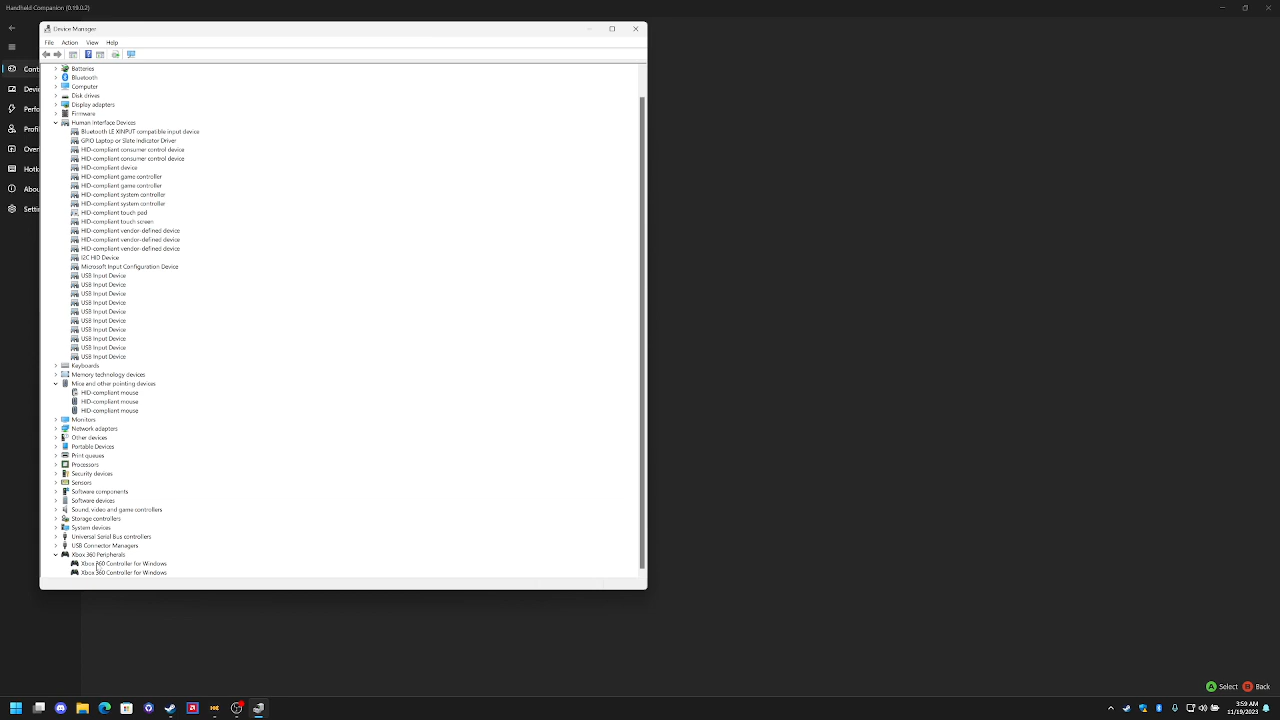 Handheld Companion (0.19.0.2)
Device Manager
File Action View Help
Cont
Devi
Perfo
Profi
Over
Hotk
Abou
Setti
Batteries
Bluetooth
Computer
Disk drives
Display adapters
Firmware
Human Interface Devices
Bluetooth LE XINPUT compatible input device
GPIO Laptop or Slate Indicator Driver
HID-compliant consumer control device
HID-compliant consumer control device
HID-compliant device
HID-compliant game controller
HID-compliant game controller
HID-compliant system controller
HID-compliant system controller
HID-compliant touch pad
HID-compliant touch screen
HID-compliant vendor-defined device
HID-compliant vendor-defined device
HID-compliant vendor-defined device
I2C HID Device
Microsoft Input Configuration Device
USB Input Device
USB Input Device
USB Input Device
USB Input Device
USB Input Device
USB Input Device
USB Input Device
USB Input Device
USB Input Device
USB Input Device
Keyboards
Memory technology devices
Mice and other pointing devices
HID-compliant mouse
HID-compliant mouse
HID-compliant mouse
Monitors
Network adapters
Other devices
Portable Devices
Print queues
Processors
Security devices
Sensors
Software components
Software devices
Sound, video and game controllers
Storage controllers
System devices
Universal Serial Bus controllers
USB Connector Managers
Xbox 360 Peripherals
Xbox 360 Controller for Windows
Xbox 360 Controller for Windows
A Select B Back
3:59 AM
11/19/2023